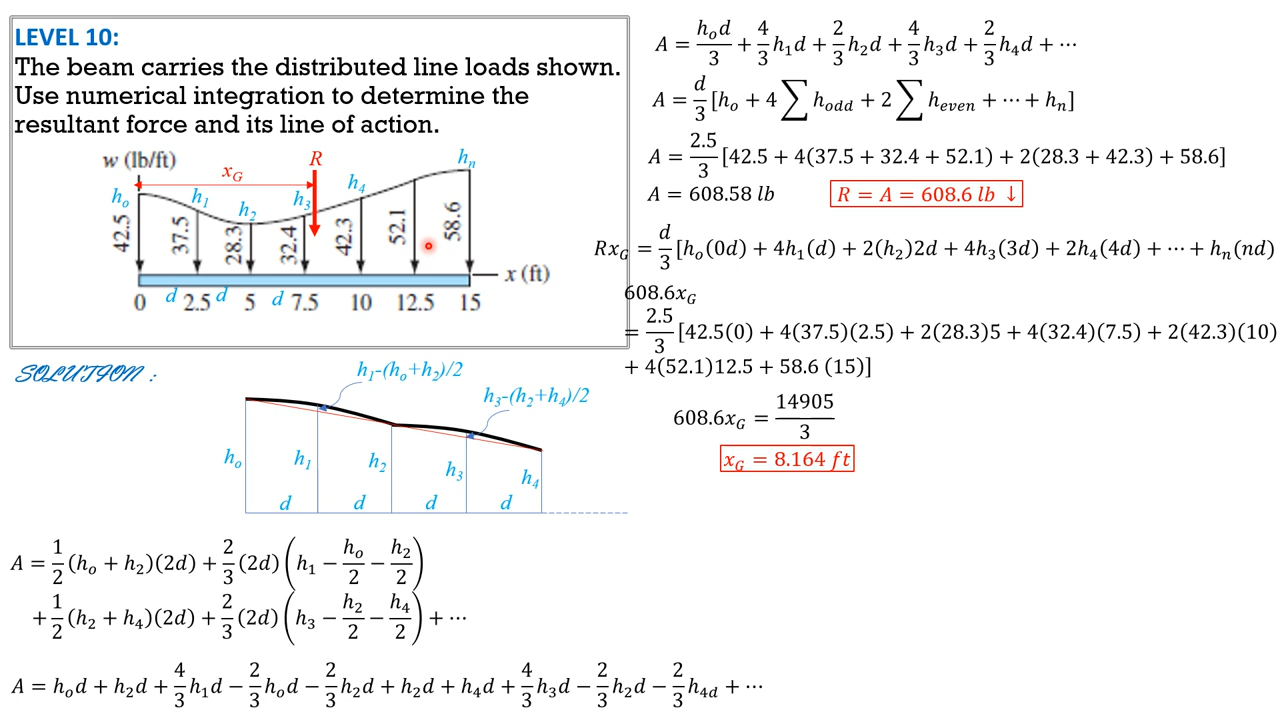 LEVEL 10:
The beam carries the distributed line loads shown.
Use numerical integration to determine the
resultant force and its line of action.
w (lb/ft)
R
x_G
h_o
h_1
h_2
h_3
h_4
h_n
42.5
37.5
28.3
32.4
42.3
52.1
58.6
x (ft)
0 d 2.5 d 5 d 7.5 10 12.5 15
SOLUTION :
h_1-(h_o+h_2)/2
h_3-(h_2+h_4)/2
h_o h_1 h_2 h_3 h_4
d d d d
A = 1/2 (h_o + h_2)(2d) + 2/3 (2d) (h_1 − h_o/2 − h_2/2)
+ 1/2 (h_2 + h_4)(2d) + 2/3 (2d) (h_3 − h_2/2 − h_4/2) + ⋯
A = h_o d + h_2 d + 4/3 h_1 d − 2/3 h_o d − 2/3 h_2 d + h_2 d + h_4 d + 4/3 h_3 d − 2/3 h_2 d − 2/3 h_{4d} + ⋯
A = h_o d/3 + 4/3 h_1 d + 2/3 h_2 d + 4/3 h_3 d + 2/3 h_4 d + ⋯
A = d/3 [h_o + 4 ∑ h_odd + 2 ∑ h_even + ⋯ + h_n]
A = 2.5/3 [42.5 + 4(37.5 + 32.4 + 52.1) + 2(28.3 + 42.3) + 58.6]
A = 608.58 lb R = A = 608.6 lb ↓
Rx_G = d/3 [h_o(0d) + 4h_1(d) + 2(h_2)2d + 4h_3(3d) + 2h_4(4d) + ⋯ + h_n(nd)
608.6x_G
= 2.5/3 [42.5(0) + 4(37.5)(2.5) + 2(28.3)5 + 4(32.4)(7.5) + 2(42.3)(10)
+ 4(52.1)12.5 + 58.6 (15)]
608.6x_G = 14905/3
x_G = 8.164 ft